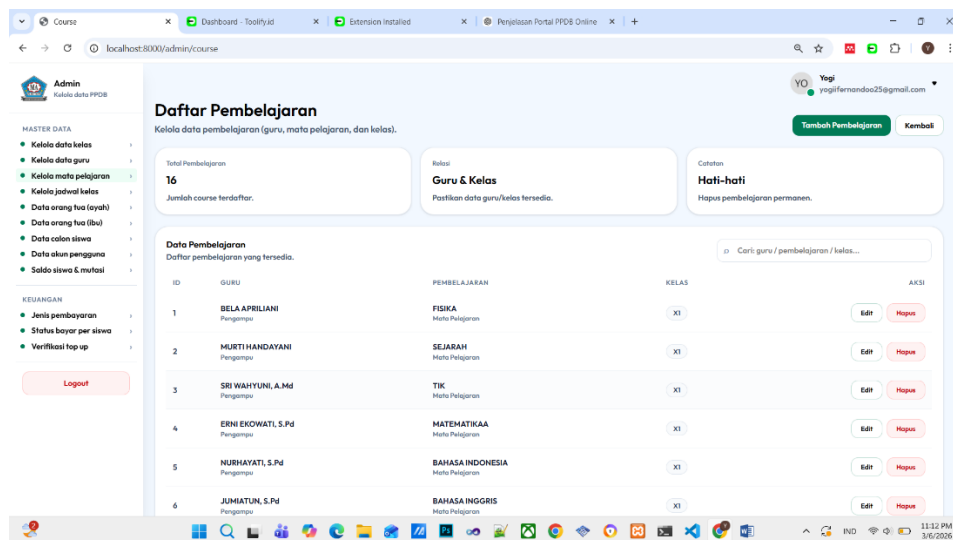 Course
Dashboard - Toolify.id
Extension Installed
Penjelasan Portal PPDB Online
localhost:8000/admin/course
Admin
Kelola data PPDB
MASTER DATA
Kelola data kelas
Kelola data guru
Kelola mata pelajaran
Kelola jadwal kelas
Data orang tua (ayah)
Data orang tua (ibu)
Data calon siswa
Data akun pengguna
Saldo siswa & mutasi
KEUANGAN
Jenis pembayaran
Status bayar per siswa
Verifikasi top up
Logout
YO
Yogi
yogiifernandoo25@gmail.com
Daftar Pembelajaran
Kelola data pembelajaran (guru, mata pelajaran, dan kelas).
Tambah Pembelajaran
Kembali
Total Pembelajaran
16
Jumlah course terdaftar.
Relasi
Guru & Kelas
Pastikan data guru/kelas tersedia.
Catatan
Hati-hati
Hapus pembelajaran permanen.
Data Pembelajaran
Daftar pembelajaran yang tersedia.
Cari: guru / pembelajaran / kelas...
ID GURU PEMBELAJARAN KELAS AKSI
1 BELA APRILIANI FISIKA X1 Edit Hapus
Pengampu Mata Pelajaran
2 MURTI HANDAYANI SEJARAH X1 Edit Hapus
Pengampu Mata Pelajaran
3 SRI WAHYUNI, A.Md TIK X1 Edit Hapus
Pengampu Mata Pelajaran
4 ERNI EKOWATI, S.Pd MATEMATIKAA X1 Edit Hapus
Pengampu Mata Pelajaran
5 NURHAYATI, S.Pd BAHASA INDONESIA X1 Edit Hapus
Pengampu Mata Pelajaran
6 JUMIATUN, S.Pd BAHASA INGGRIS X1 Edit Hapus
Pengampu Mata Pelajaran
2
IND
11:12 PM
3/6/2026